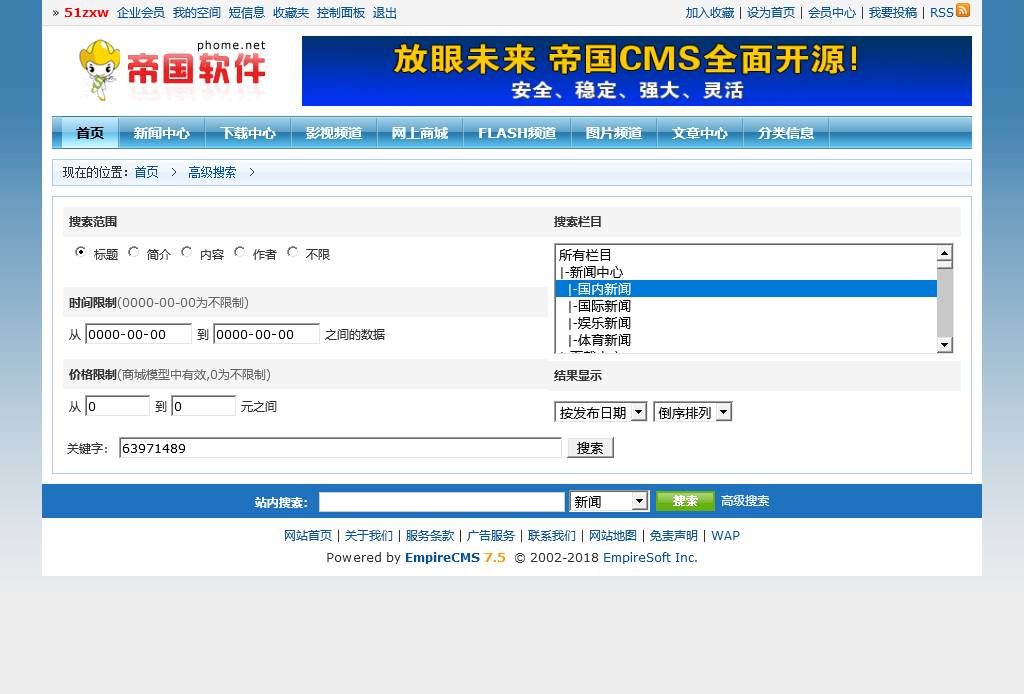 » 51zxw 企业会员 我的空间 短信息 收藏夹 控制面板 退出 加入收藏 | 设为首页 | 会员中心 | 我要投稿 | RSS
phome.net
帝国软件
放眼未来 帝国CMS全面开源!
安全、稳定、强大、灵活
首页 新闻中心 下载中心 影视频道 网上商城 FLASH频道 图片频道 文章中心 分类信息
现在的位置：首页 > 高级搜索 >
搜索范围
标题 简介 内容 作者 不限
时间限制(0000-00-00为不限制)
从 0000-00-00 到 0000-00-00 之间的数据
价格限制(商城模型中有效,0为不限制)
从 0 到 0 元之间
搜索栏目
所有栏目
|-新闻中心
|-国内新闻
|-国际新闻
|-娱乐新闻
|-体育新闻
结果显示
按发布日期 倒序排列
关键字： 63971489 搜索
站内搜索： 新闻 搜索 高级搜索
网站首页 | 关于我们 | 服务条款 | 广告服务 | 联系我们 | 网站地图 | 免责声明 | WAP
Powered by EmpireCMS 7.5 © 2002-2018 EmpireSoft Inc.